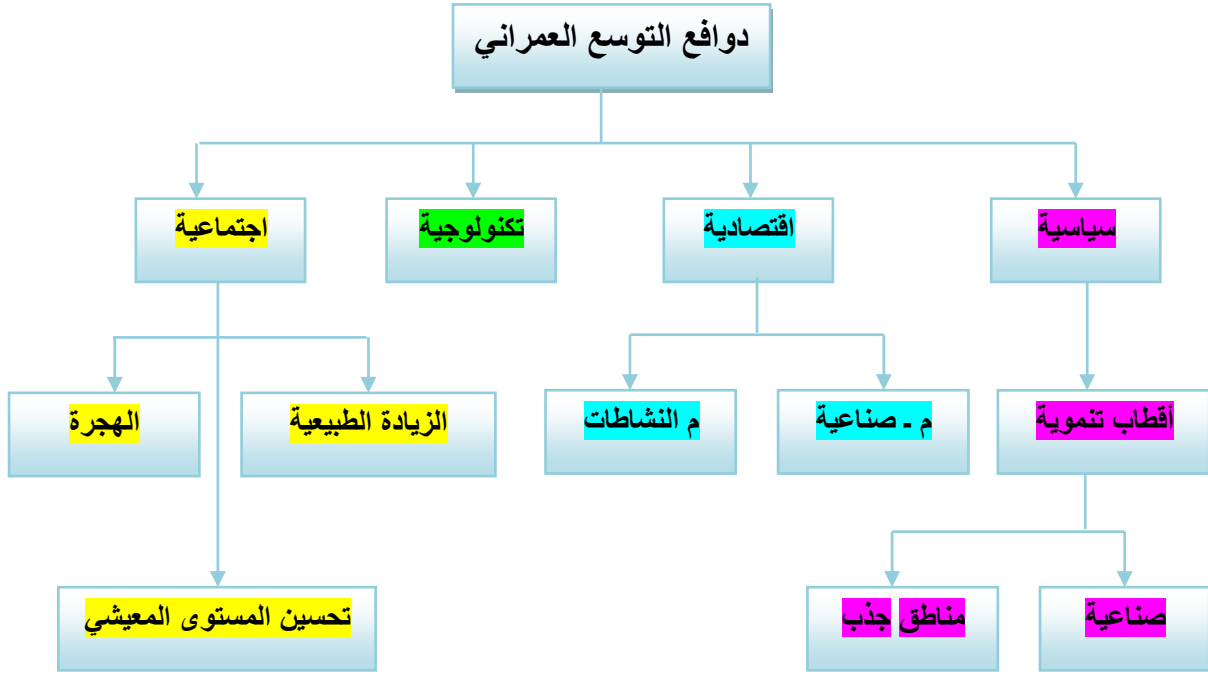 دوافع التوسع العمراني
سياسية
اقتصادية
تكنولوجية
اجتماعية
أقطاب تنموية
م ـ صناعية
م النشاطات
الزيادة الطبيعية
الهجرة
صناعية
مناطق جذب
تحسين المستوى المعيشي